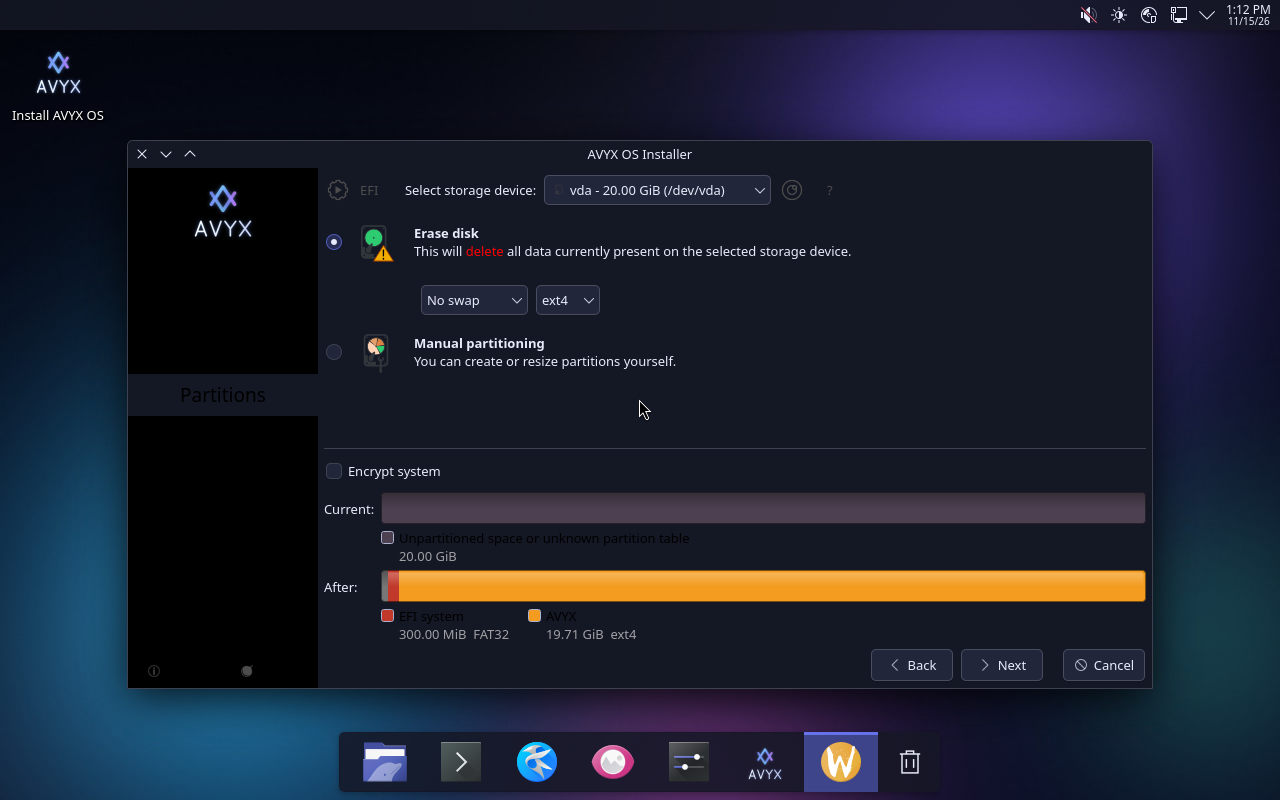 1:12 PM
11/15/26
AVYX
Install AVYX OS
AVYX OS Installer
AVYX
EFI
Select storage device:
vda - 20.00 GiB (/dev/vda)
?
Erase disk
This will delete all data currently present on the selected storage device.
No swap
ext4
Manual partitioning
You can create or resize partitions yourself.
Partitions
Encrypt system
Current:
Unpartitioned space or unknown partition table
20.00 GiB
After:
EFI system
300.00 MiB FAT32
AVYX
19.71 GiB ext4
Back
Next
Cancel
AVYX